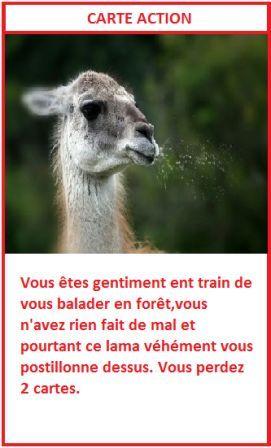 CARTE ACTION
Vous êtes gentiment ent train de
vous balader en forêt,vous
n'avez rien fait de mal et
pourtant ce lama véhément vous
postillonne dessus. Vous perdez
2 cartes.